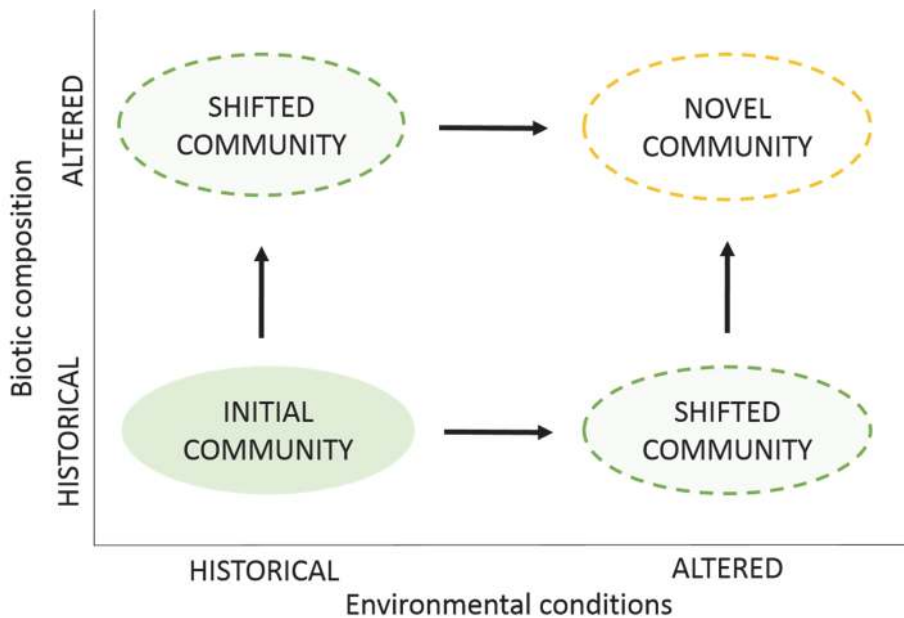 ALTERED
SHIFTED
COMMUNITY
NOVEL
COMMUNITY
Biotic composition
HISTORICAL
INITIAL
COMMUNITY
SHIFTED
COMMUNITY
HISTORICAL
ALTERED
Environmental conditions